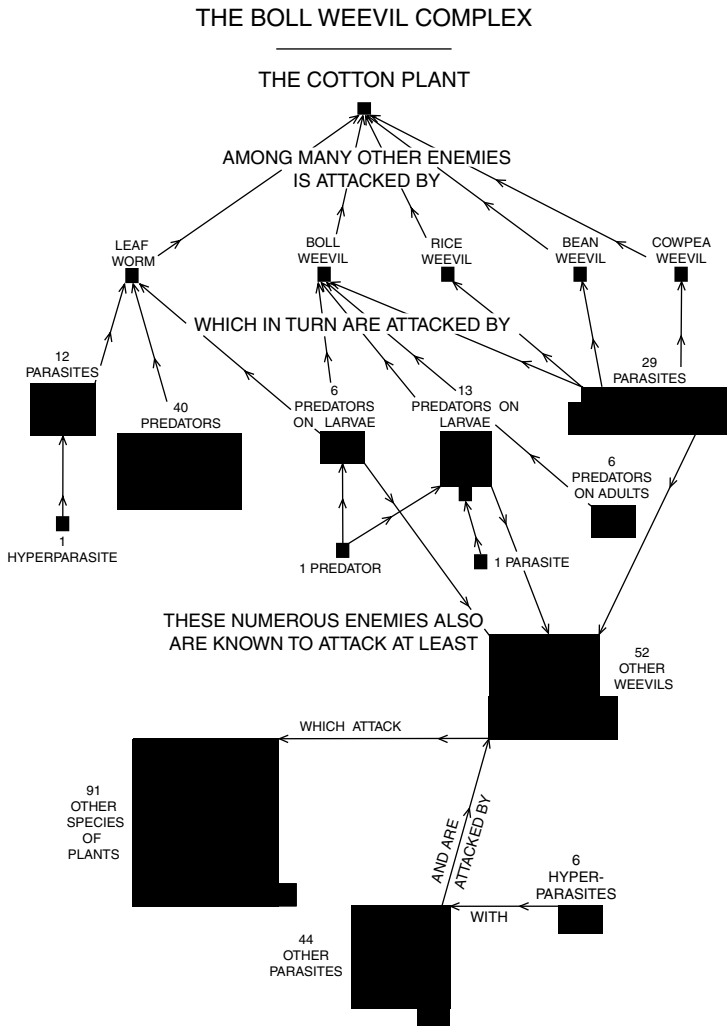 THE BOLL WEEVIL COMPLEX
THE COTTON PLANT
AMONG MANY OTHER ENEMIES
IS ATTACKED BY
LEAF
WORM
BOLL
WEEVIL
RICE
WEEVIL
BEAN
WEEVIL
COWPEA
WEEVIL
WHICH IN TURN ARE ATTACKED BY
12
PARASITES
40
PREDATORS
6
PREDATORS
ON LARVAE
13
PREDATORS ON
LARVAE
29
PARASITES
6
PREDATORS
ON ADULTS
1
HYPERPARASITE
1 PREDATOR
1 PARASITE
THESE NUMEROUS ENEMIES ALSO
ARE KNOWN TO ATTACK AT LEAST
52
OTHER
WEEVILS
WHICH ATTACK
91
OTHER
SPECIES
OF
PLANTS
AND ARE
ATTACKED BY
6
HYPER-
PARASITES
WITH
44
OTHER
PARASITES